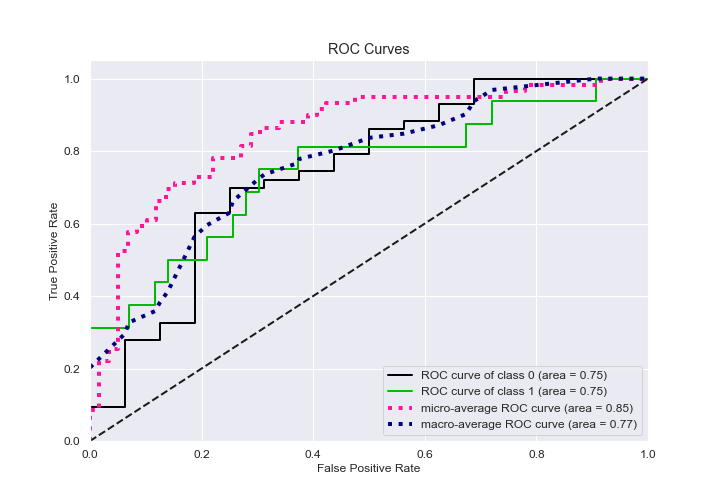 ROC Curves
1.0
0.8
0.6
0.4
0.2
0.0
True Positive Rate
0.0 0.2 0.4 0.6 0.8 1.0
False Positive Rate
ROC curve of class 0 (area = 0.75)
ROC curve of class 1 (area = 0.75)
micro-average ROC curve (area = 0.85)
macro-average ROC curve (area = 0.77)